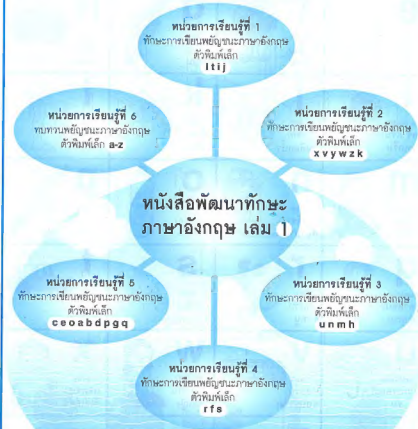 หน่วยการเรียนรู้ที่ 1
ทักษะการเขียนพยัญชนะภาษาอังกฤษ
ตัวพิมพ์เล็ก
l t i j
หน่วยการเรียนรู้ที่ 6
ทบทวนพยัญชนะภาษาอังกฤษ
ตัวพิมพ์เล็ก a-z
หน่วยการเรียนรู้ที่ 2
ทักษะการเขียนพยัญชนะภาษาอังกฤษ
ตัวพิมพ์เล็ก
x v y w z k
หนังสือพัฒนาทักษะ
ภาษาอังกฤษ เล่ม 1
หน่วยการเรียนรู้ที่ 5
ทักษะการเขียนพยัญชนะภาษาอังกฤษ
ตัวพิมพ์เล็ก
c e o a b d p g q
หน่วยการเรียนรู้ที่ 3
ทักษะการเขียนพยัญชนะภาษาอังกฤษ
ตัวพิมพ์เล็ก
u n m h
หน่วยการเรียนรู้ที่ 4
ทักษะการเขียนพยัญชนะภาษาอังกฤษ
ตัวพิมพ์เล็ก
r f s